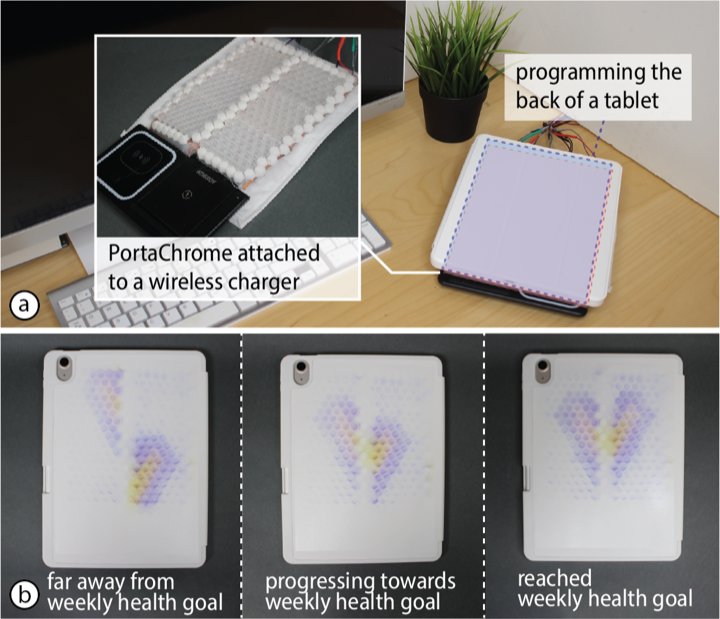 programming the
back of a tablet
PortaChrome attached
to a wireless charger
a
far away from
weekly health goal
progressing towards
weekly health goal
reached
weekly health goal
b